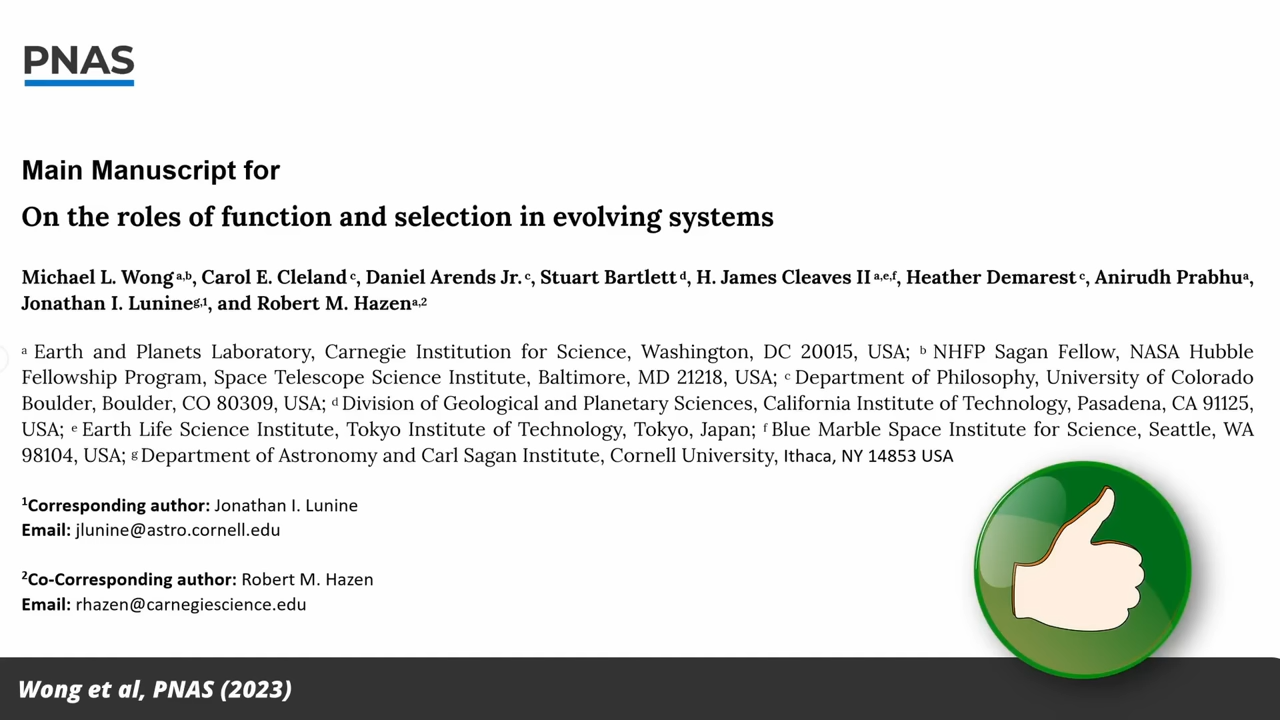 PNAS
Main Manuscript for
On the roles of function and selection in evolving systems
Michael L. Wong a,b, Carol E. Cleland c, Daniel Arends Jr. c, Stuart Bartlett d, H. James Cleaves II a,e,f, Heather Demarest c, Anirudh Prabhu a,
Jonathan I. Lunine g,1, and Robert M. Hazen a,2
a Earth and Planets Laboratory, Carnegie Institution for Science, Washington, DC 20015, USA; b NHFP Sagan Fellow, NASA Hubble
Fellowship Program, Space Telescope Science Institute, Baltimore, MD 21218, USA; c Department of Philosophy, University of Colorado
Boulder, Boulder, CO 80309, USA; d Division of Geological and Planetary Sciences, California Institute of Technology, Pasadena, CA 91125,
USA; e Earth Life Science Institute, Tokyo Institute of Technology, Tokyo, Japan; f Blue Marble Space Institute for Science, Seattle, WA
98104, USA; g Department of Astronomy and Carl Sagan Institute, Cornell University, Ithaca, NY 14853 USA
1Corresponding author: Jonathan I. Lunine
Email: jlunine@astro.cornell.edu
2Co-Corresponding author: Robert M. Hazen
Email: rhazen@carnegiescience.edu
Wong et al, PNAS (2023)